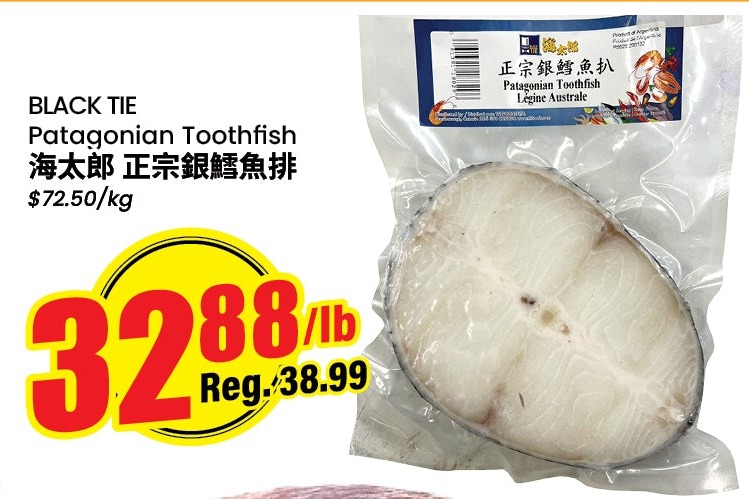 BLACK TIE
Patagonian Toothfish
海太郎 正宗銀鱈魚排
$72.50/kg
3288/lb
Reg. 38.99
海太郎
正宗銀鱈魚扒
Patagonian Toothfish
Légine Australe
Product of Argentina